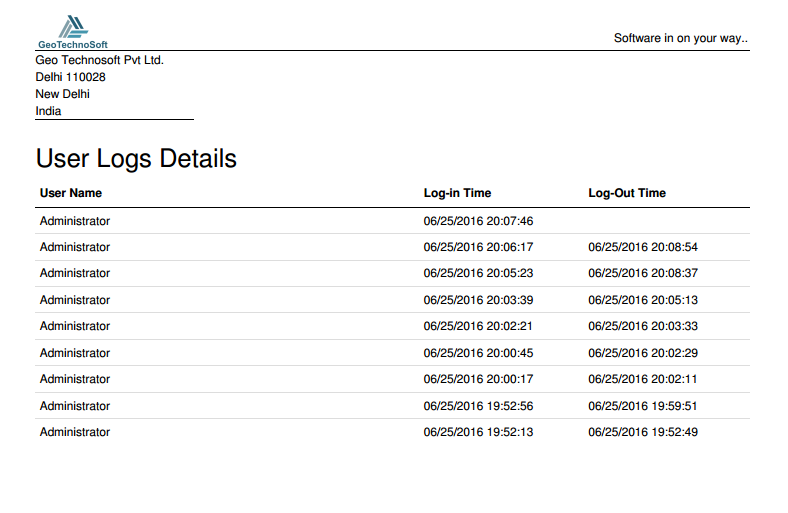 GeoTechnoSoft
Software in on your way..
Geo Technosoft Pvt Ltd.
Delhi 110028
New Delhi
India
User Logs Details
User Name Log-in Time Log-Out Time
Administrator 06/25/2016 20:07:46
Administrator 06/25/2016 20:06:17 06/25/2016 20:08:54
Administrator 06/25/2016 20:05:23 06/25/2016 20:08:37
Administrator 06/25/2016 20:03:39 06/25/2016 20:05:13
Administrator 06/25/2016 20:02:21 06/25/2016 20:03:33
Administrator 06/25/2016 20:00:45 06/25/2016 20:02:29
Administrator 06/25/2016 20:00:17 06/25/2016 20:02:11
Administrator 06/25/2016 19:52:56 06/25/2016 19:59:51
Administrator 06/25/2016 19:52:13 06/25/2016 19:52:49